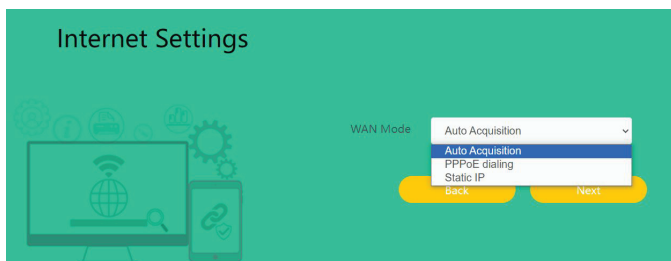 Internet Settings
WAN Mode
Auto Acquisition
Auto Acquisition
PPPoE dialing
Static IP
Back
Next